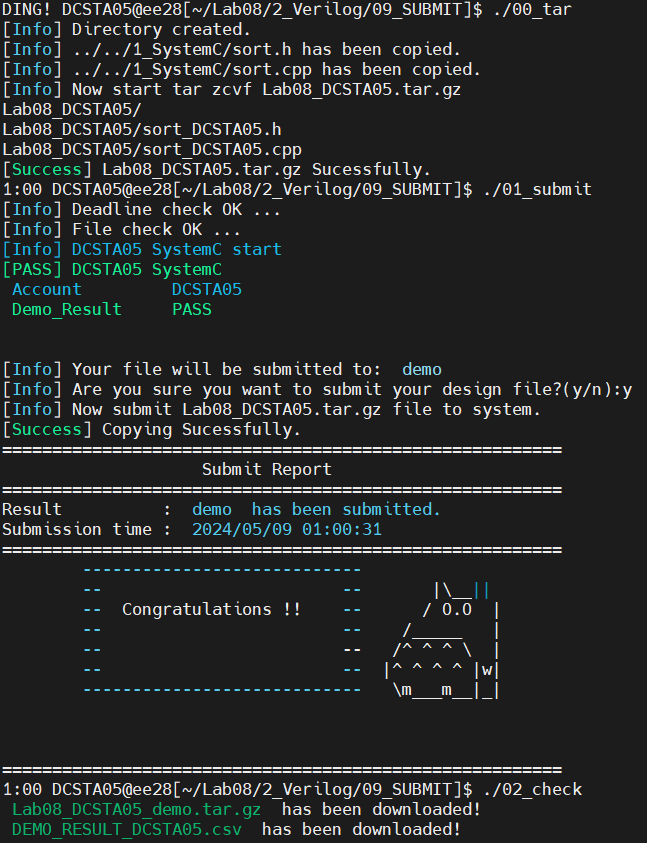 DING! DCSTA05@ee28[~/Lab08/2_Verilog/09_SUBMIT]$ ./00_tar
[Info] Directory created.
[Info] ../../1_SystemC/sort.h has been copied.
[Info] ../../1_SystemC/sort.cpp has been copied.
[Info] Now start tar zcvf Lab08_DCSTA05.tar.gz
Lab08_DCSTA05/
Lab08_DCSTA05/sort_DCSTA05.h
Lab08_DCSTA05/sort_DCSTA05.cpp
[Success] Lab08_DCSTA05.tar.gz Sucessfully.
1:00 DCSTA05@ee28[~/Lab08/2_Verilog/09_SUBMIT]$ ./01_submit
[Info] Deadline check OK ...
[Info] File check OK ...
[Info] DCSTA05 SystemC start
[PASS] DCSTA05 SystemC
 Account         DCSTA05
 Demo_Result     PASS
[Info] Your file will be submitted to:  demo
[Info] Are you sure you want to submit your design file?(y/n):y
[Info] Now submit Lab08_DCSTA05.tar.gz file to system.
[Success] Copying Sucessfully.
========================================================
                    Submit Report
========================================================
Result          :  demo  has been submitted.
Submission time :  2024/05/09 01:00:31
========================================================
        ----------------------------
        --                        --       |\__||
        --  Congratulations !!    --      / O.O  |
        --                        --    /_____   |
        --                        --   /^ ^ ^ \  |
        --                        --  |^ ^ ^ ^ |w|
        ----------------------------   \m___m__|_|
========================================================
1:00 DCSTA05@ee28[~/Lab08/2_Verilog/09_SUBMIT]$ ./02_check
 Lab08_DCSTA05_demo.tar.gz  has been downloaded!
 DEMO_RESULT_DCSTA05.csv  has been downloaded!